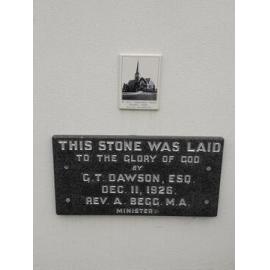 THIS STONE WAS LAID
TO THE GLORY OF GOD
BY
G.T. DAWSON, ESQ.
DEC. 11, 1926.
REV. A. BEGG. M.A.
MINISTER